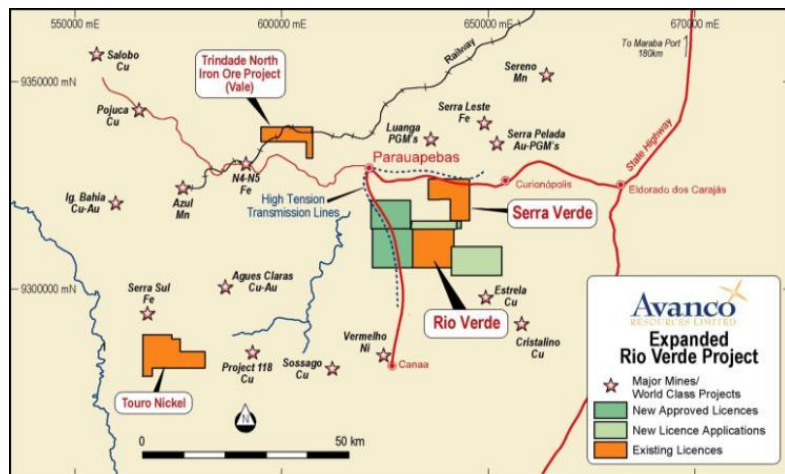 550000 mE
600000 mE
650000 mE
670000 mE
To Maraba Port
180km
Salobo
Cu
Trindade North
Iron Ore Project
(Vale)
Railway
Sereno
Mn
9350000 mN
Pojuca
Cu
Serra Leste
Fe
Luanga
PGM's
Serra Pelada
Au-PGM's
State Highway
Parauapebas
N4-N5
Fe
Azul
Mn
Ig. Bahia
Cu-Au
High Tension
Transmission Lines
Curionópolis
Eldorado dos Carajás
Serra Verde
9300000 mN
Agues Claras
Cu-Au
Serra Sul
Fe
Estrela
Cu
Rio Verde
Cristalino
Cu
Vermelho
Ni
Project 118
Cu
Sossago
Cu
Canaa
Touro Nickel
N
0
50 km
Avanco
RESOURCES LIMITED
Expanded
Rio Verde Project
Major Mines/
World Class Projects
New Approved Licences
New Licence Applications
Existing Licences